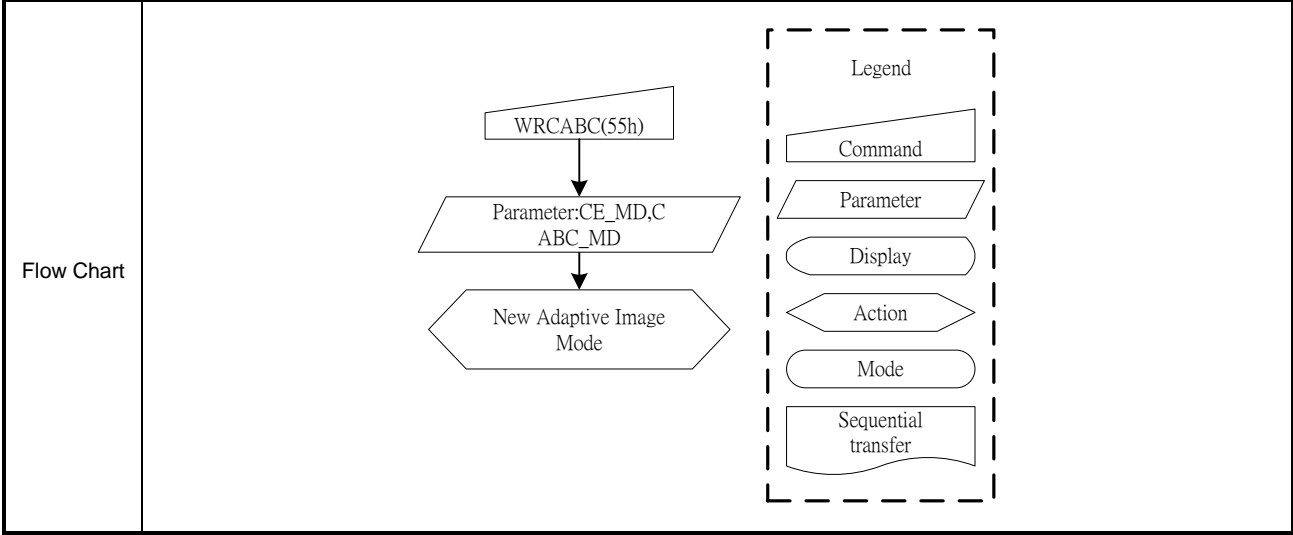 Flow Chart
WRCABC(55h)
Parameter:CE_MD,C
ABC_MD
New Adaptive Image
Mode
Legend
Command
Parameter
Display
Action
Mode
Sequential
transfer